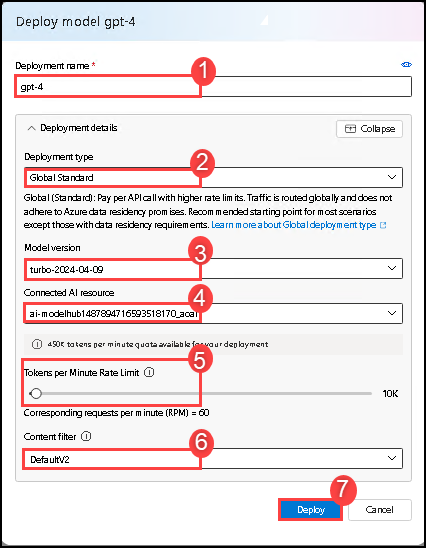 Deploy model gpt-4
1
Deployment name *
gpt-4
Deployment details
Collapse
Deployment type
2
Global Standard
Global (Standard): Pay per API call with higher rate limits. Traffic is routed globally and does not
adhere to Azure data residency promises. Recommended starting point for most scenarios
except those with data residency requirements. Learn more about Global deployment type
Model version
3
turbo-2024-04-09
Connected AI resource
4
ai-modelhub1487894716593518170_aoai
450K tokens per minute quota available for your deployment
5
Tokens per Minute Rate Limit
10K
Corresponding requests per minute (RPM) = 60
Content filter
6
DefaultV2
7
Deploy
Cancel